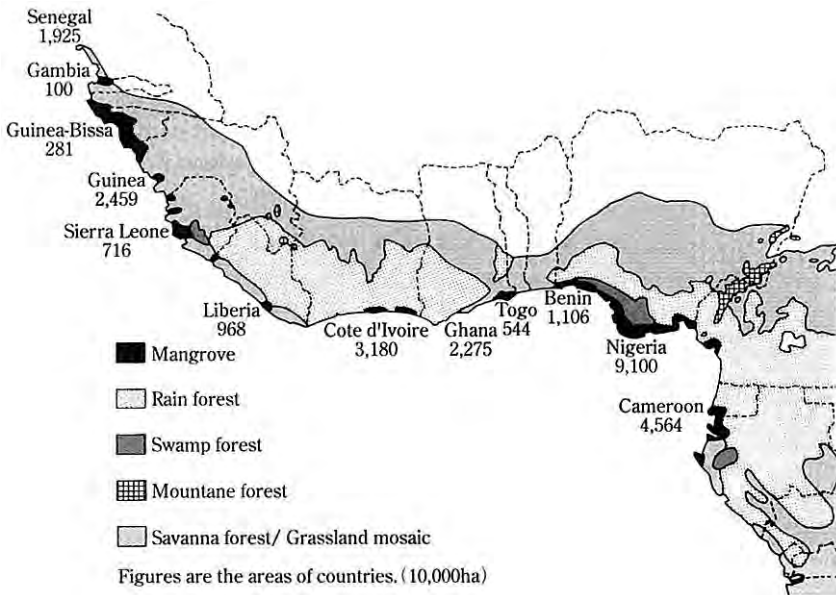 Senegal
1,925
Gambia
100
Guinea-Bissa
281
Guinea
2,459
Sierra Leone
716
Liberia
968
Cote d'Ivoire
3,180
Ghana
2,275
Togo
544
Benin
1,106
Nigeria
9,100
Cameroon
4,564
Mangrove
Rain forest
Swamp forest
Mountane forest
Savanna forest/ Grassland mosaic
Figures are the areas of countries. (10,000ha)